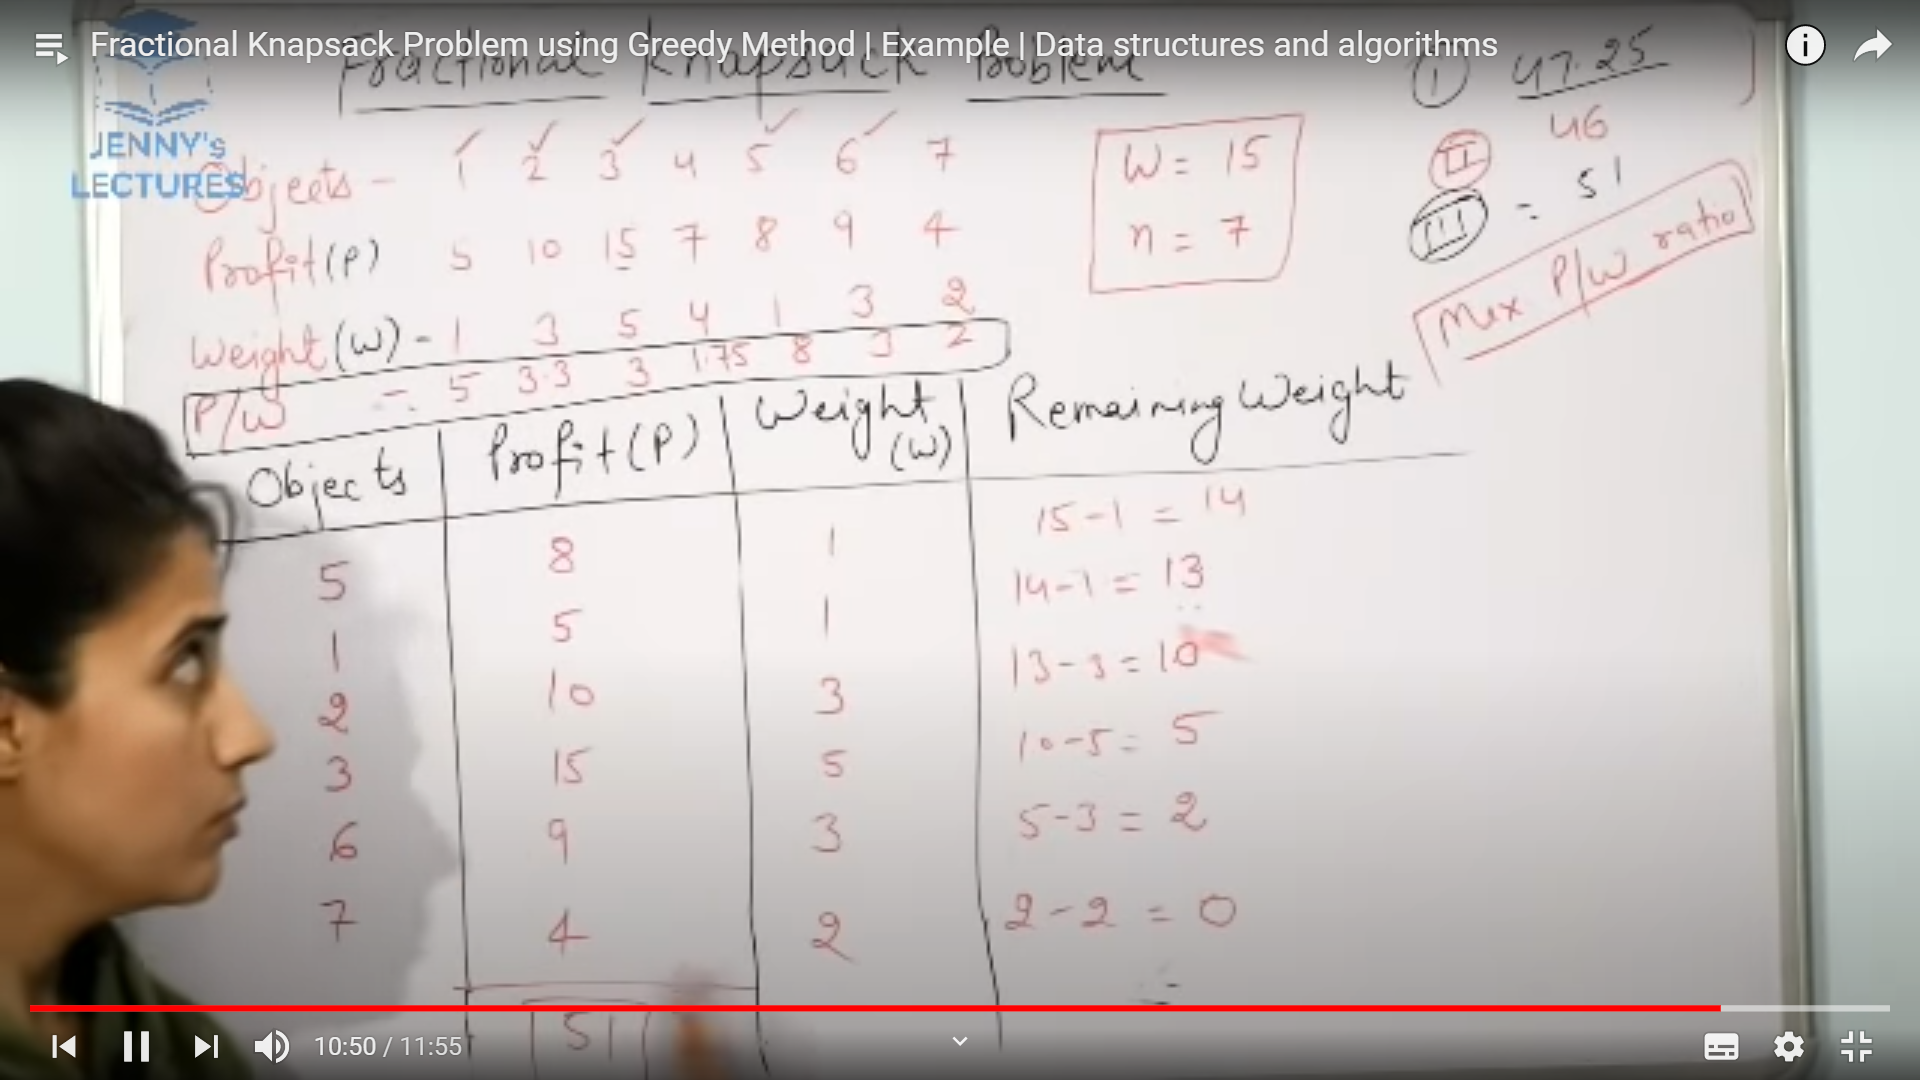 Fractional Knapsack Problem using Greedy Method | Example | Data structures and algorithms
Fractional Knapsack Problem
JENNY's
LECTURES
Objects - 1 2 3 4 5 6 7
Profit (P) 5 10 15 7 8 9 4
Weight (W) - 1 3 5 4 1 3 2
P/W = 5 3.3 3 1.75 8 3 2
W = 15
n = 7
I 47.25
II 46
III = 51
Max P/W ratio
Objects Profit (P) Weight (W) Remaining Weight
5 8 1 15-1 = 14
1 5 1 14-1 = 13
2 10 3 13-3 = 10
3 15 5 10-5 = 5
6 9 3 5-3 = 2
7 4 2 2-2 = 0
51
10:50 / 11:55